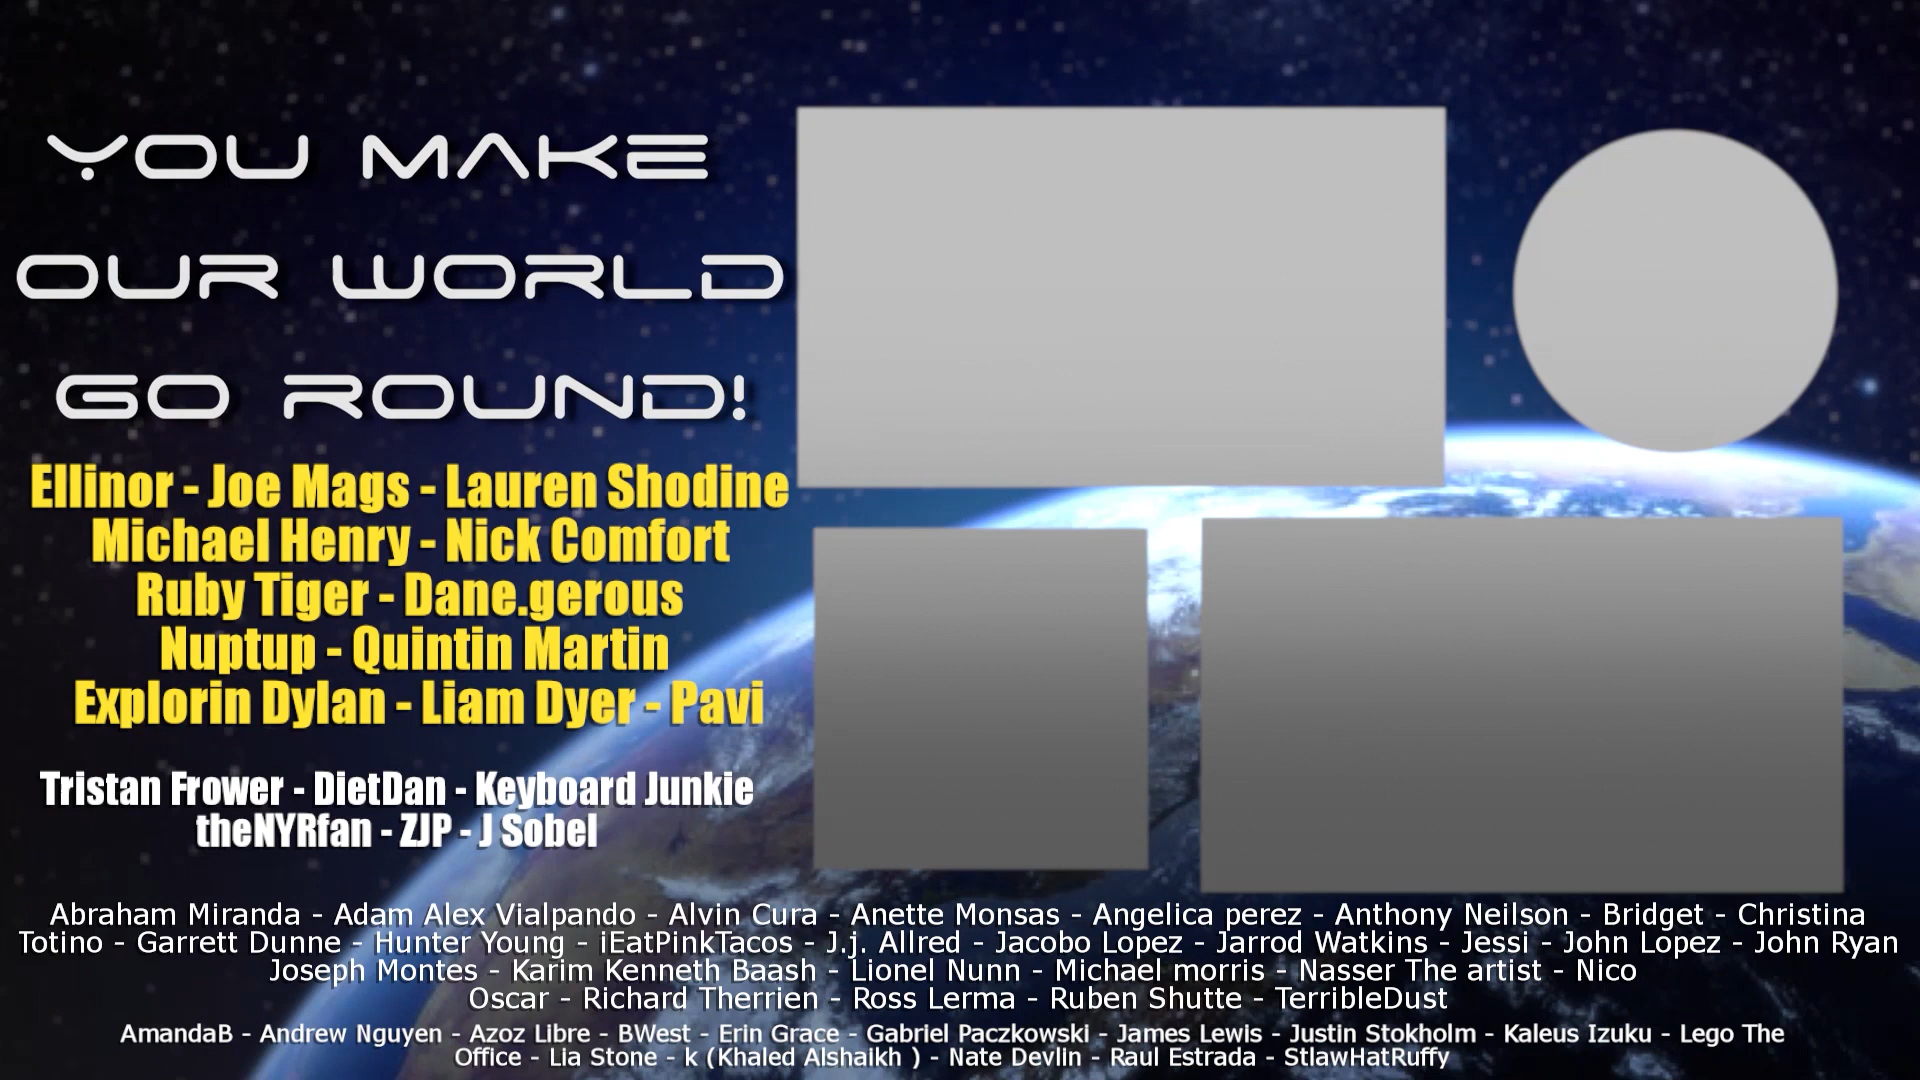 YOU MAKE
OUR WORLD
GO ROUND!
Ellinor - Joe Mags - Lauren Shodine
Michael Henry - Nick Comfort
Ruby Tiger - Dane.gerous
Nuptup - Quintin Martin
Explorin Dylan - Liam Dyer - Pavi
Tristan Frower - DietDan - Keyboard Junkie
theNYRfan - ZJP - J Sobel
Abraham Miranda - Adam Alex Vialpando - Alvin Cura - Anette Monsas - Angelica perez - Anthony Neilson - Bridget - Christina
Totino - Garrett Dunne - Hunter Young - iEatPinkTacos - J.j. Allred - Jacobo Lopez - Jarrod Watkins - Jessi - John Lopez - John Ryan
Joseph Montes - Karim Kenneth Baash - Lionel Nunn - Michael morris - Nasser The artist - Nico
Oscar - Richard Therrien - Ross Lerma - Ruben Shutte - TerribleDust
AmandaB - Andrew Nguyen - Azoz Libre - BWest - Erin Grace - Gabriel Paczkowski - James Lewis - Justin Stokholm - Kaleus Izuku - Lego The
Office - Lia Stone - k (Khaled Alshaikh ) - Nate Devlin - Raul Estrada - StlawHatRuffy